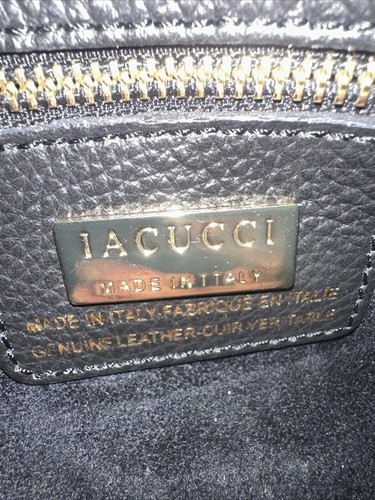 IACUCCI
MADE IN ITALY
MADE IN ITALY-FABRIQUE EN ITALIE
GENUINE LEATHER-CUIR VERITABLE